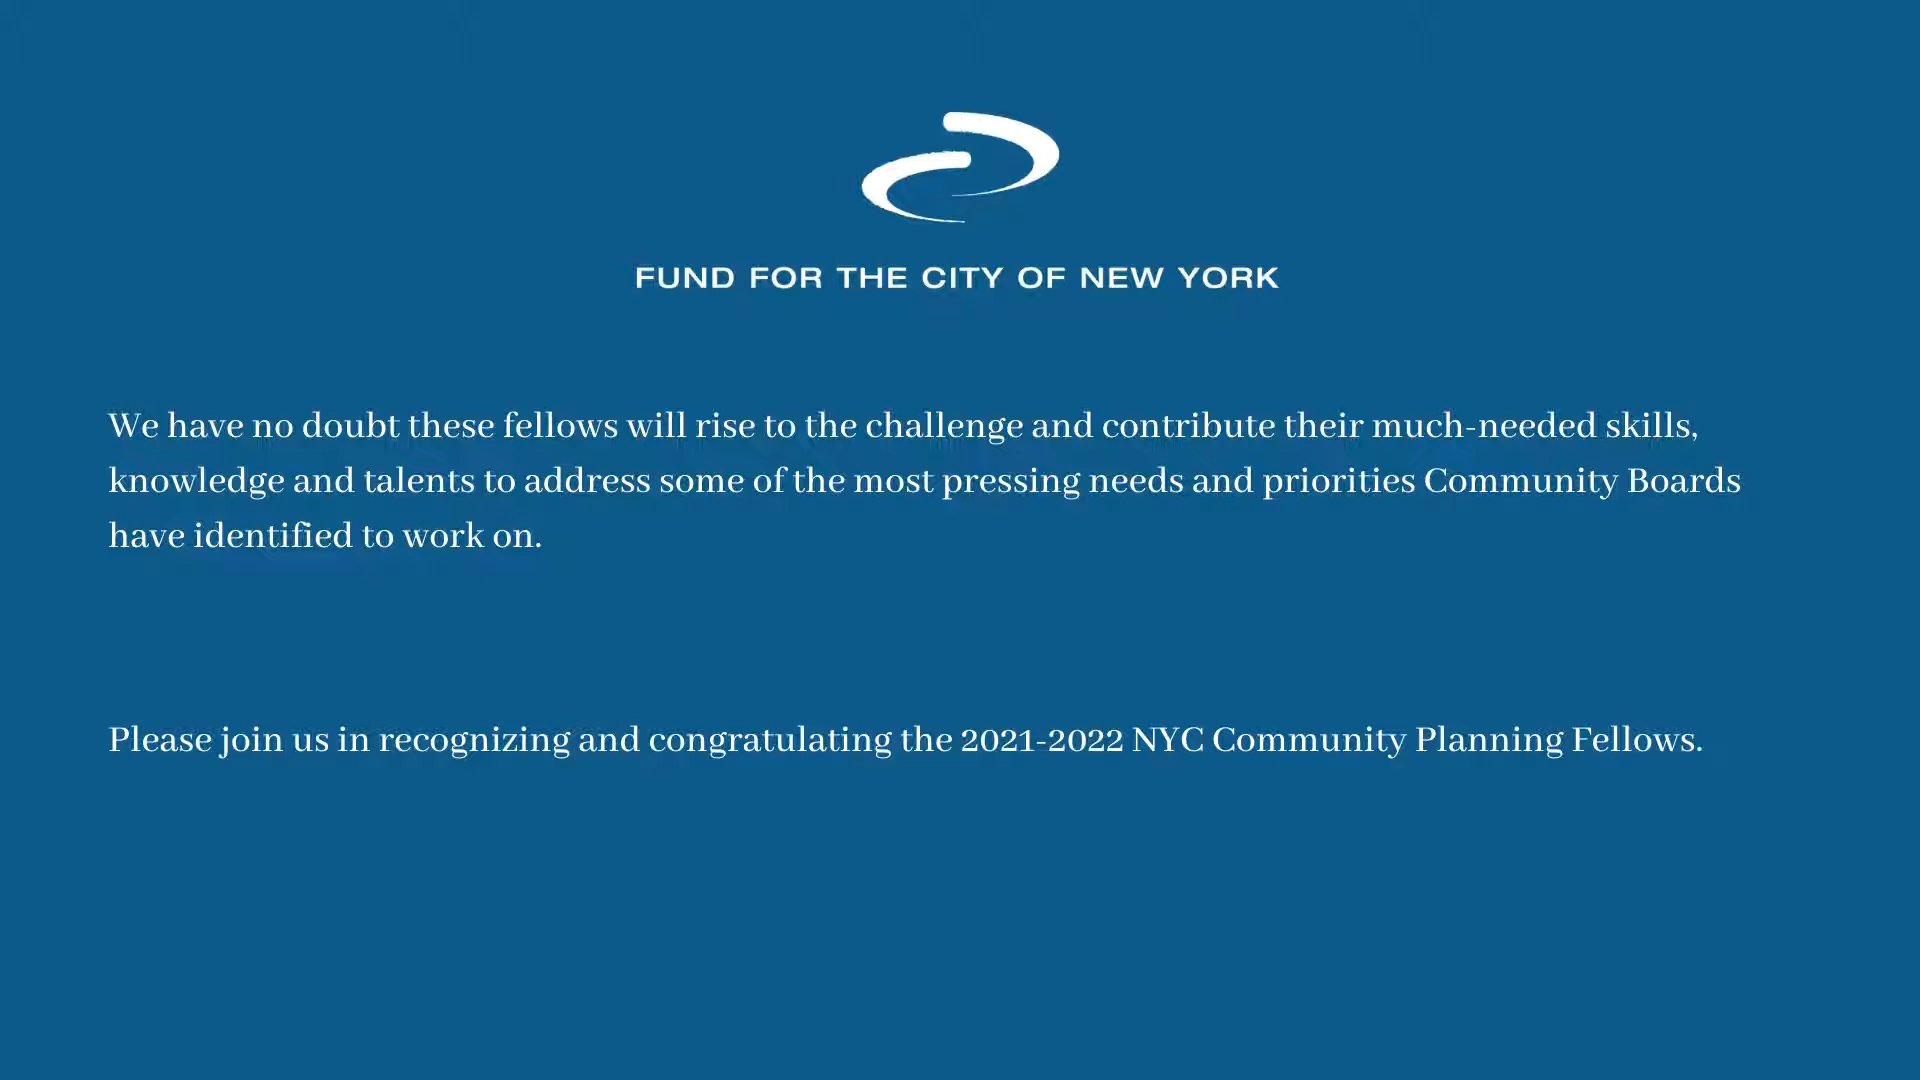 FUND FOR THE CITY OF NEW YORK
We have no doubt these fellows will rise to the challenge and contribute their much-needed skills,
knowledge and talents to address some of the most pressing needs and priorities Community Boards
have identified to work on.
Please join us in recognizing and congratulating the 2021-2022 NYC Community Planning Fellows.